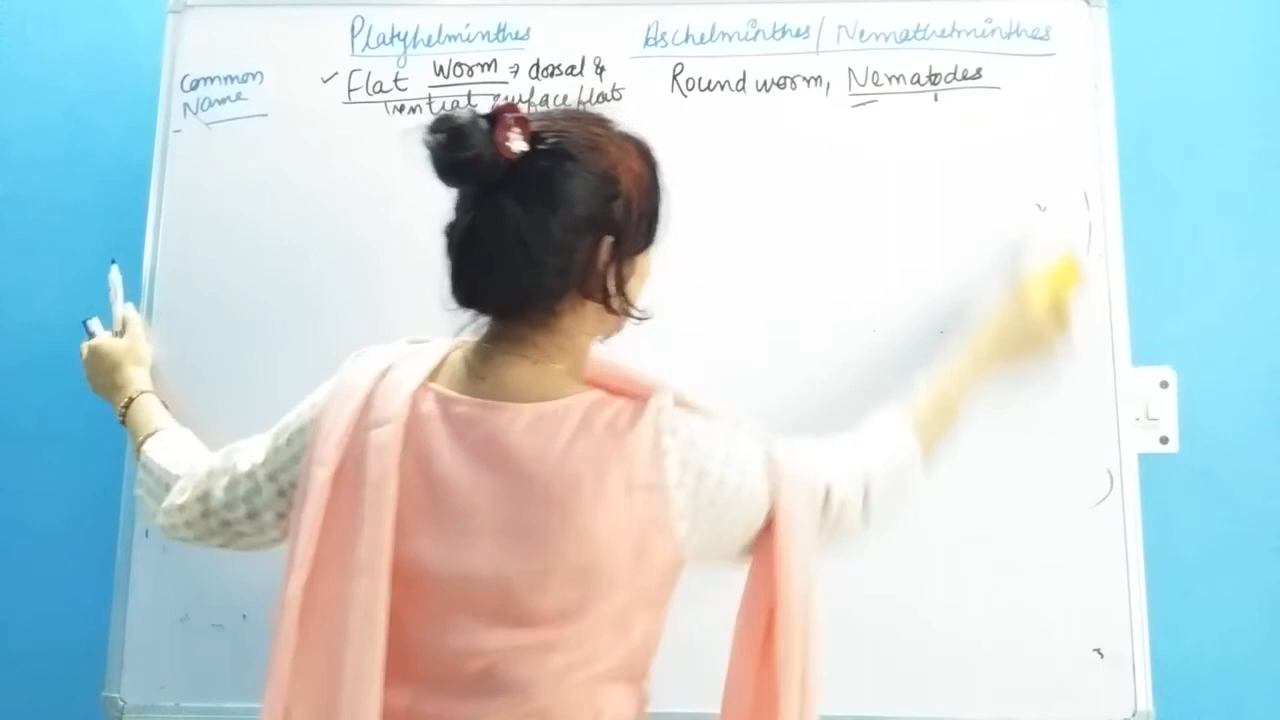 Platyhelminthes
Aschelminthes / Nemathelminthes
Common
Name
✓ Flat worm ⇒ dorsal &
ventral surface flat
Round worm, Nematodes